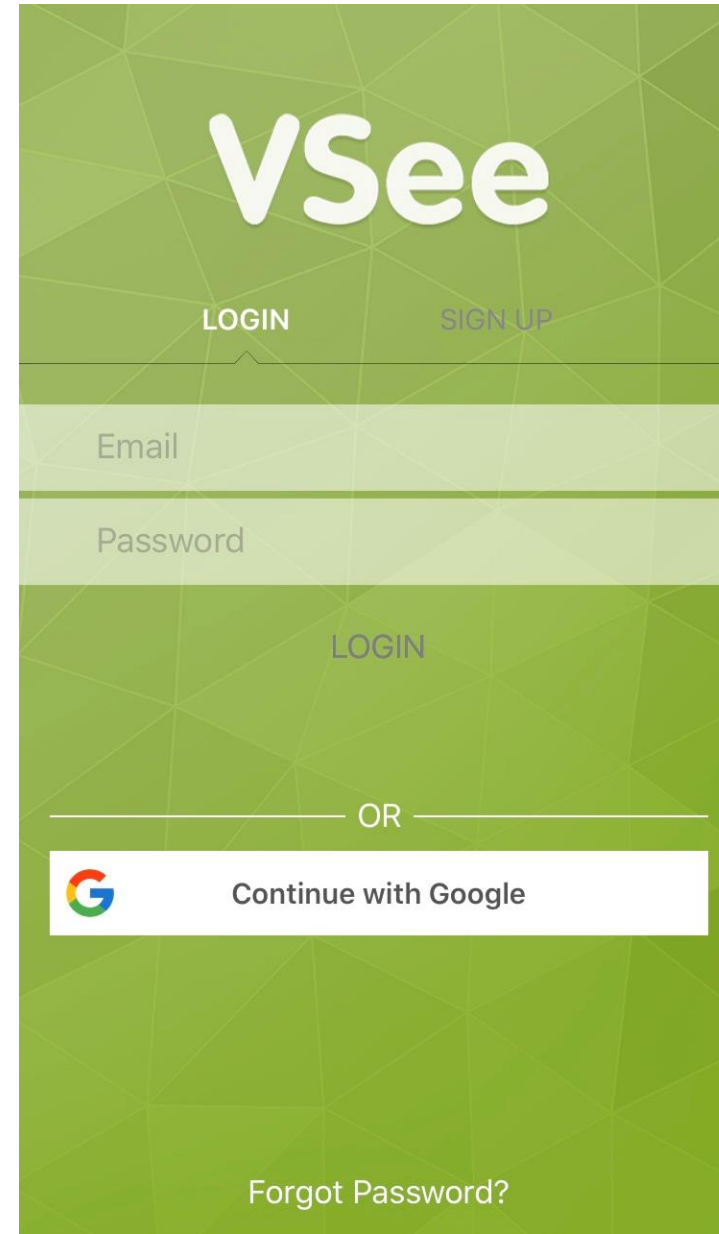 VSee
LOGIN SIGN UP
Email
Password
LOGIN
OR
Continue with Google
Forgot Password?